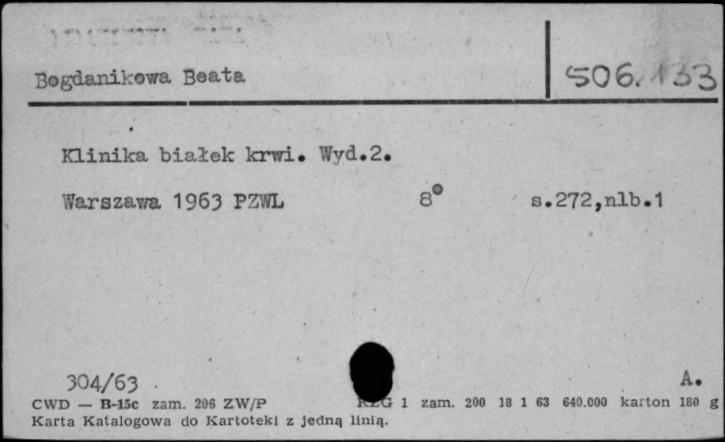 Bogdanikowa Beata
506.133
Klinika białek krwi. Wyd.2.
Warszawa 1963 PZWL 8° s.272,nlb.1
304/63 A.
CWD — B-15c zam. 206 ZW/P KZG 1 zam. 200 18 1 63 640.000 karton 180 g
Karta Katalogowa do Kartoteki z jedną linią.